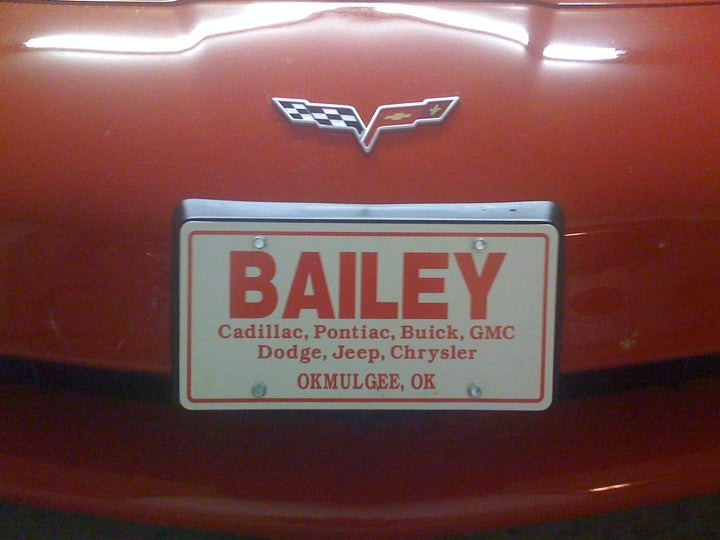 BAILEY
Cadillac, Pontiac, Buick, GMC
Dodge, Jeep, Chrysler
OKMULGEE, OK